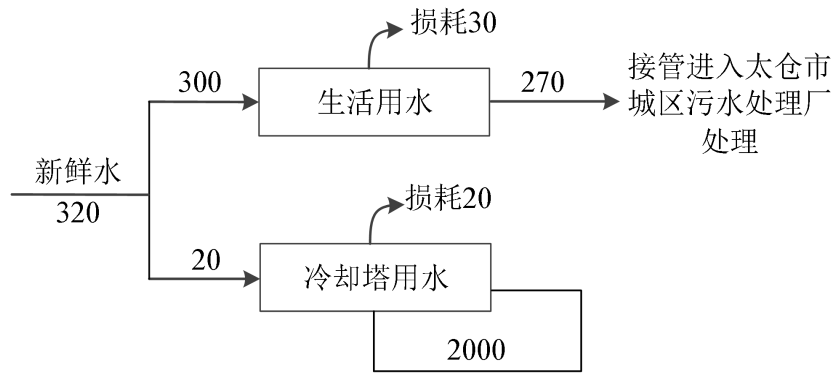 损耗30
300
生活用水
270
接管进入太仓市
城区污水处理厂
处理
新鲜水
320
损耗20
20
冷却塔用水
2000